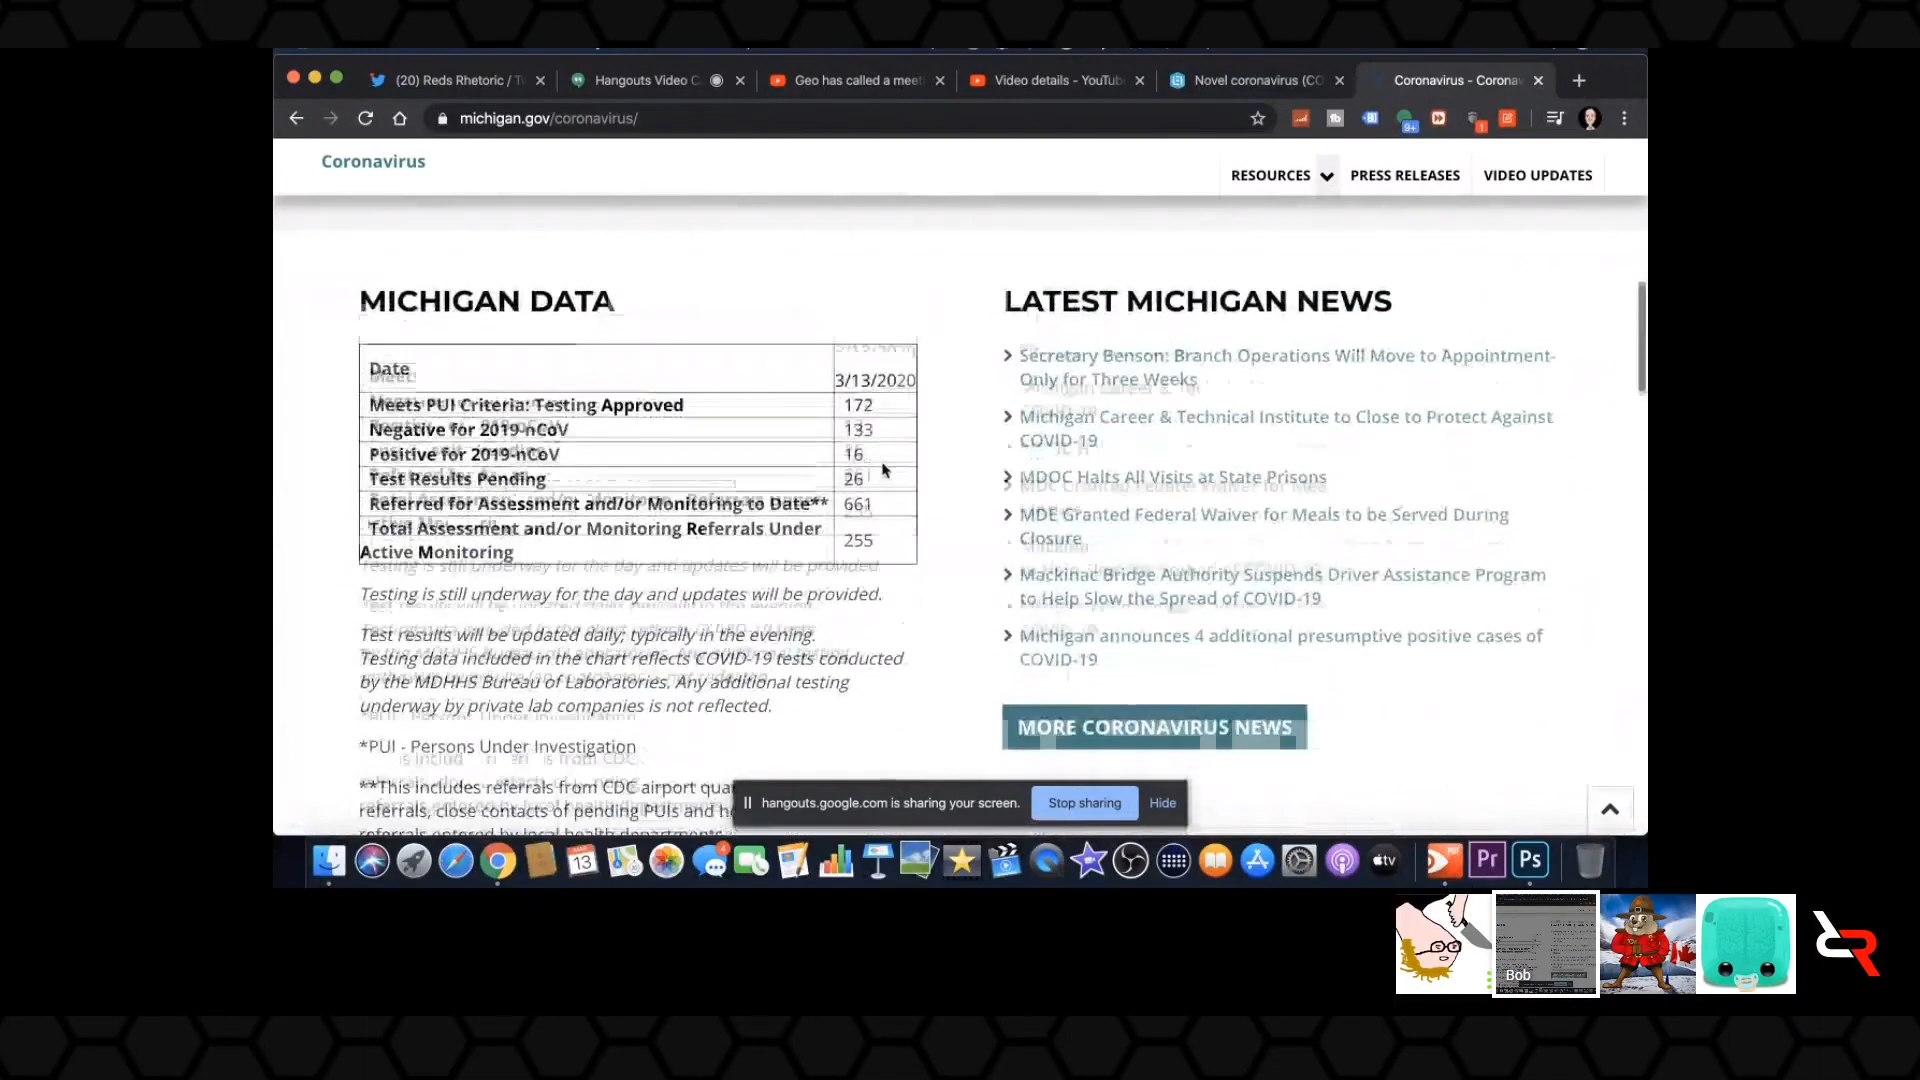 (20) Reds Rhetoric / Tw
Hangouts Video C
Geo has called a meet
Video details - YouTub
Novel coronavirus (CO
Coronavirus - Corona
michigan.gov/coronavirus/
9+
1
Coronavirus
RESOURCES
PRESS RELEASES
VIDEO UPDATES
MICHIGAN DATA
Date 3/13/2020
Meets PUI Criteria: Testing Approved 172
Negative for 2019-nCoV 133
Positive for 2019-nCoV 16
Test Results Pending 26
Referred for Assessment and/or Monitoring to Date** 661
Total Assessment and/or Monitoring Referrals Under
Active Monitoring 255
Testing is still underway for the day and updates will be provided.
Test results will be updated daily; typically in the evening.
Testing data included in the chart reflects COVID-19 tests conducted
by the MDHHS Bureau of Laboratories. Any additional testing
underway by private lab companies is not reflected.
*PUI - Persons Under Investigation
**This includes referrals from CDC airport qua
referrals, close contacts of pending PUIs and h
referrals entered by local health departments
LATEST MICHIGAN NEWS
Secretary Benson: Branch Operations Will Move to Appointment-
Only for Three Weeks
Michigan Career & Technical Institute to Close to Protect Against
COVID-19
MDOC Halts All Visits at State Prisons
MDE Granted Federal Waiver for Meals to be Served During
Closure
Mackinac Bridge Authority Suspends Driver Assistance Program
to Help Slow the Spread of COVID-19
Michigan announces 4 additional presumptive positive cases of
COVID-19
MORE CORONAVIRUS NEWS
hangouts.google.com is sharing your screen.
Stop sharing
Hide
13
4
tv
Pr
Ps
Bob